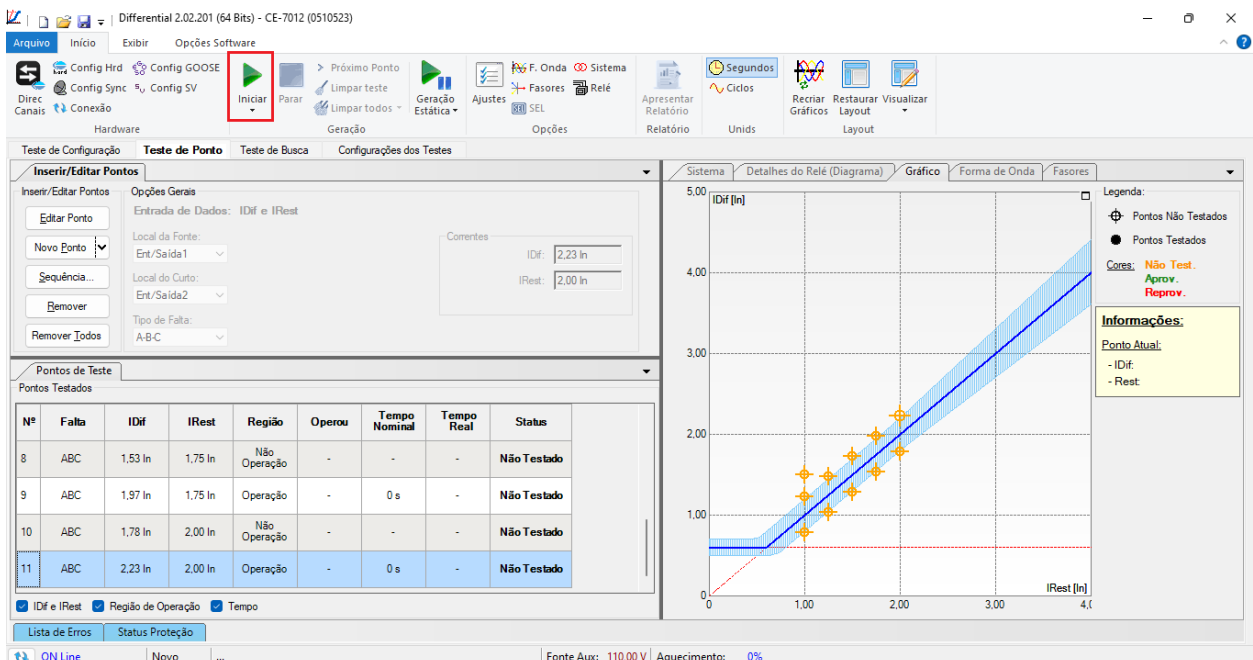 Differential 2.02.201 (64 Bits) - CE-7012 (0510523)
Arquivo Início Exibir Opções Software
Direc Canais
Config Hrd
Config Sync
Conexão
Config GOOSE
Config SV
Hardware
Iniciar
Parar
Próximo Ponto
Limpar teste
Limpar todos
Geração Estática
Geração
Ajustes
F. Onda
Fasores
SEL
Sistema
Relé
Opções
Apresentar Relatório
Relatório
Segundos
Ciclos
Unids
Recriar Gráficos
Restaurar Layout
Visualizar
Layout
Teste de Configuração Teste de Ponto Teste de Busca Configurações dos Testes
Inserir/Editar Pontos
Inserir/Editar Pontos
Editar Ponto
Novo Ponto
Sequência...
Remover
Remover Todos
Opções Gerais
Entrada de Dados: IDif e IRest
Local da Fonte:
Ent/Saída1
Local do Curto:
Ent/Saída2
Tipo de Falta:
A-B-C
Correntes
IDif: 2,23 In
IRest: 2,00 In
Pontos de Teste
Pontos Testados
Nº Falta IDif IRest Região Operou Tempo Nominal Tempo Real Status
8 ABC 1,53 In 1,75 In Não Operação - - - Não Testado
9 ABC 1,97 In 1,75 In Operação - 0 s - Não Testado
10 ABC 1,78 In 2,00 In Não Operação - - - Não Testado
11 ABC 2,23 In 2,00 In Operação - 0 s - Não Testado
IDif e IRest Região de Operação Tempo
Lista de Erros Status Proteção
ON Line Novo ... Fonte Aux: 110,00 V Aquecimento: 0%
Sistema Detalhes do Relé (Diagrama) Gráfico Forma de Onda Fasores
5,00
IDif [In]
4,00
3,00
2,00
1,00
0
IRest [In]
0 1,00 2,00 3,00 4,0
Legenda:
Pontos Não Testados
Pontos Testados
Cores: Não Test.
Aprov.
Reprov.
Informações:
Ponto Atual:
- IDif:
- Rest: